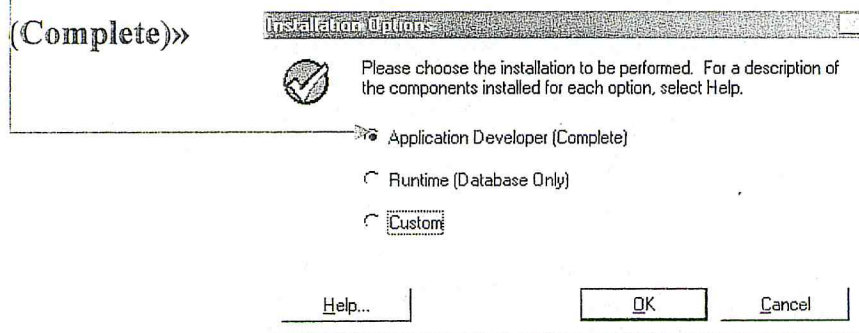 (Complete)»
Installation Options
Please choose the installation to be performed. For a description of
the components installed for each option, select Help.
Application Developer (Complete)
Runtime (Database Only)
Custom
Help...
OK
Cancel